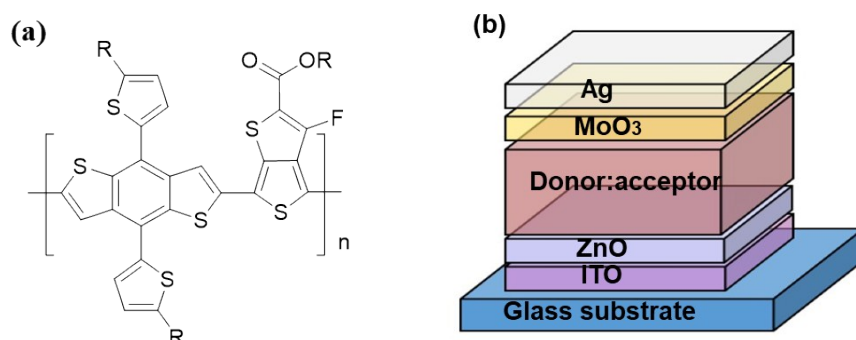 (a)
R
O
OR
S
F
S
S
S
S
S
n
R
(b)
Ag
MoO3
Donor:acceptor
ZnO
ITO
Glass substrate